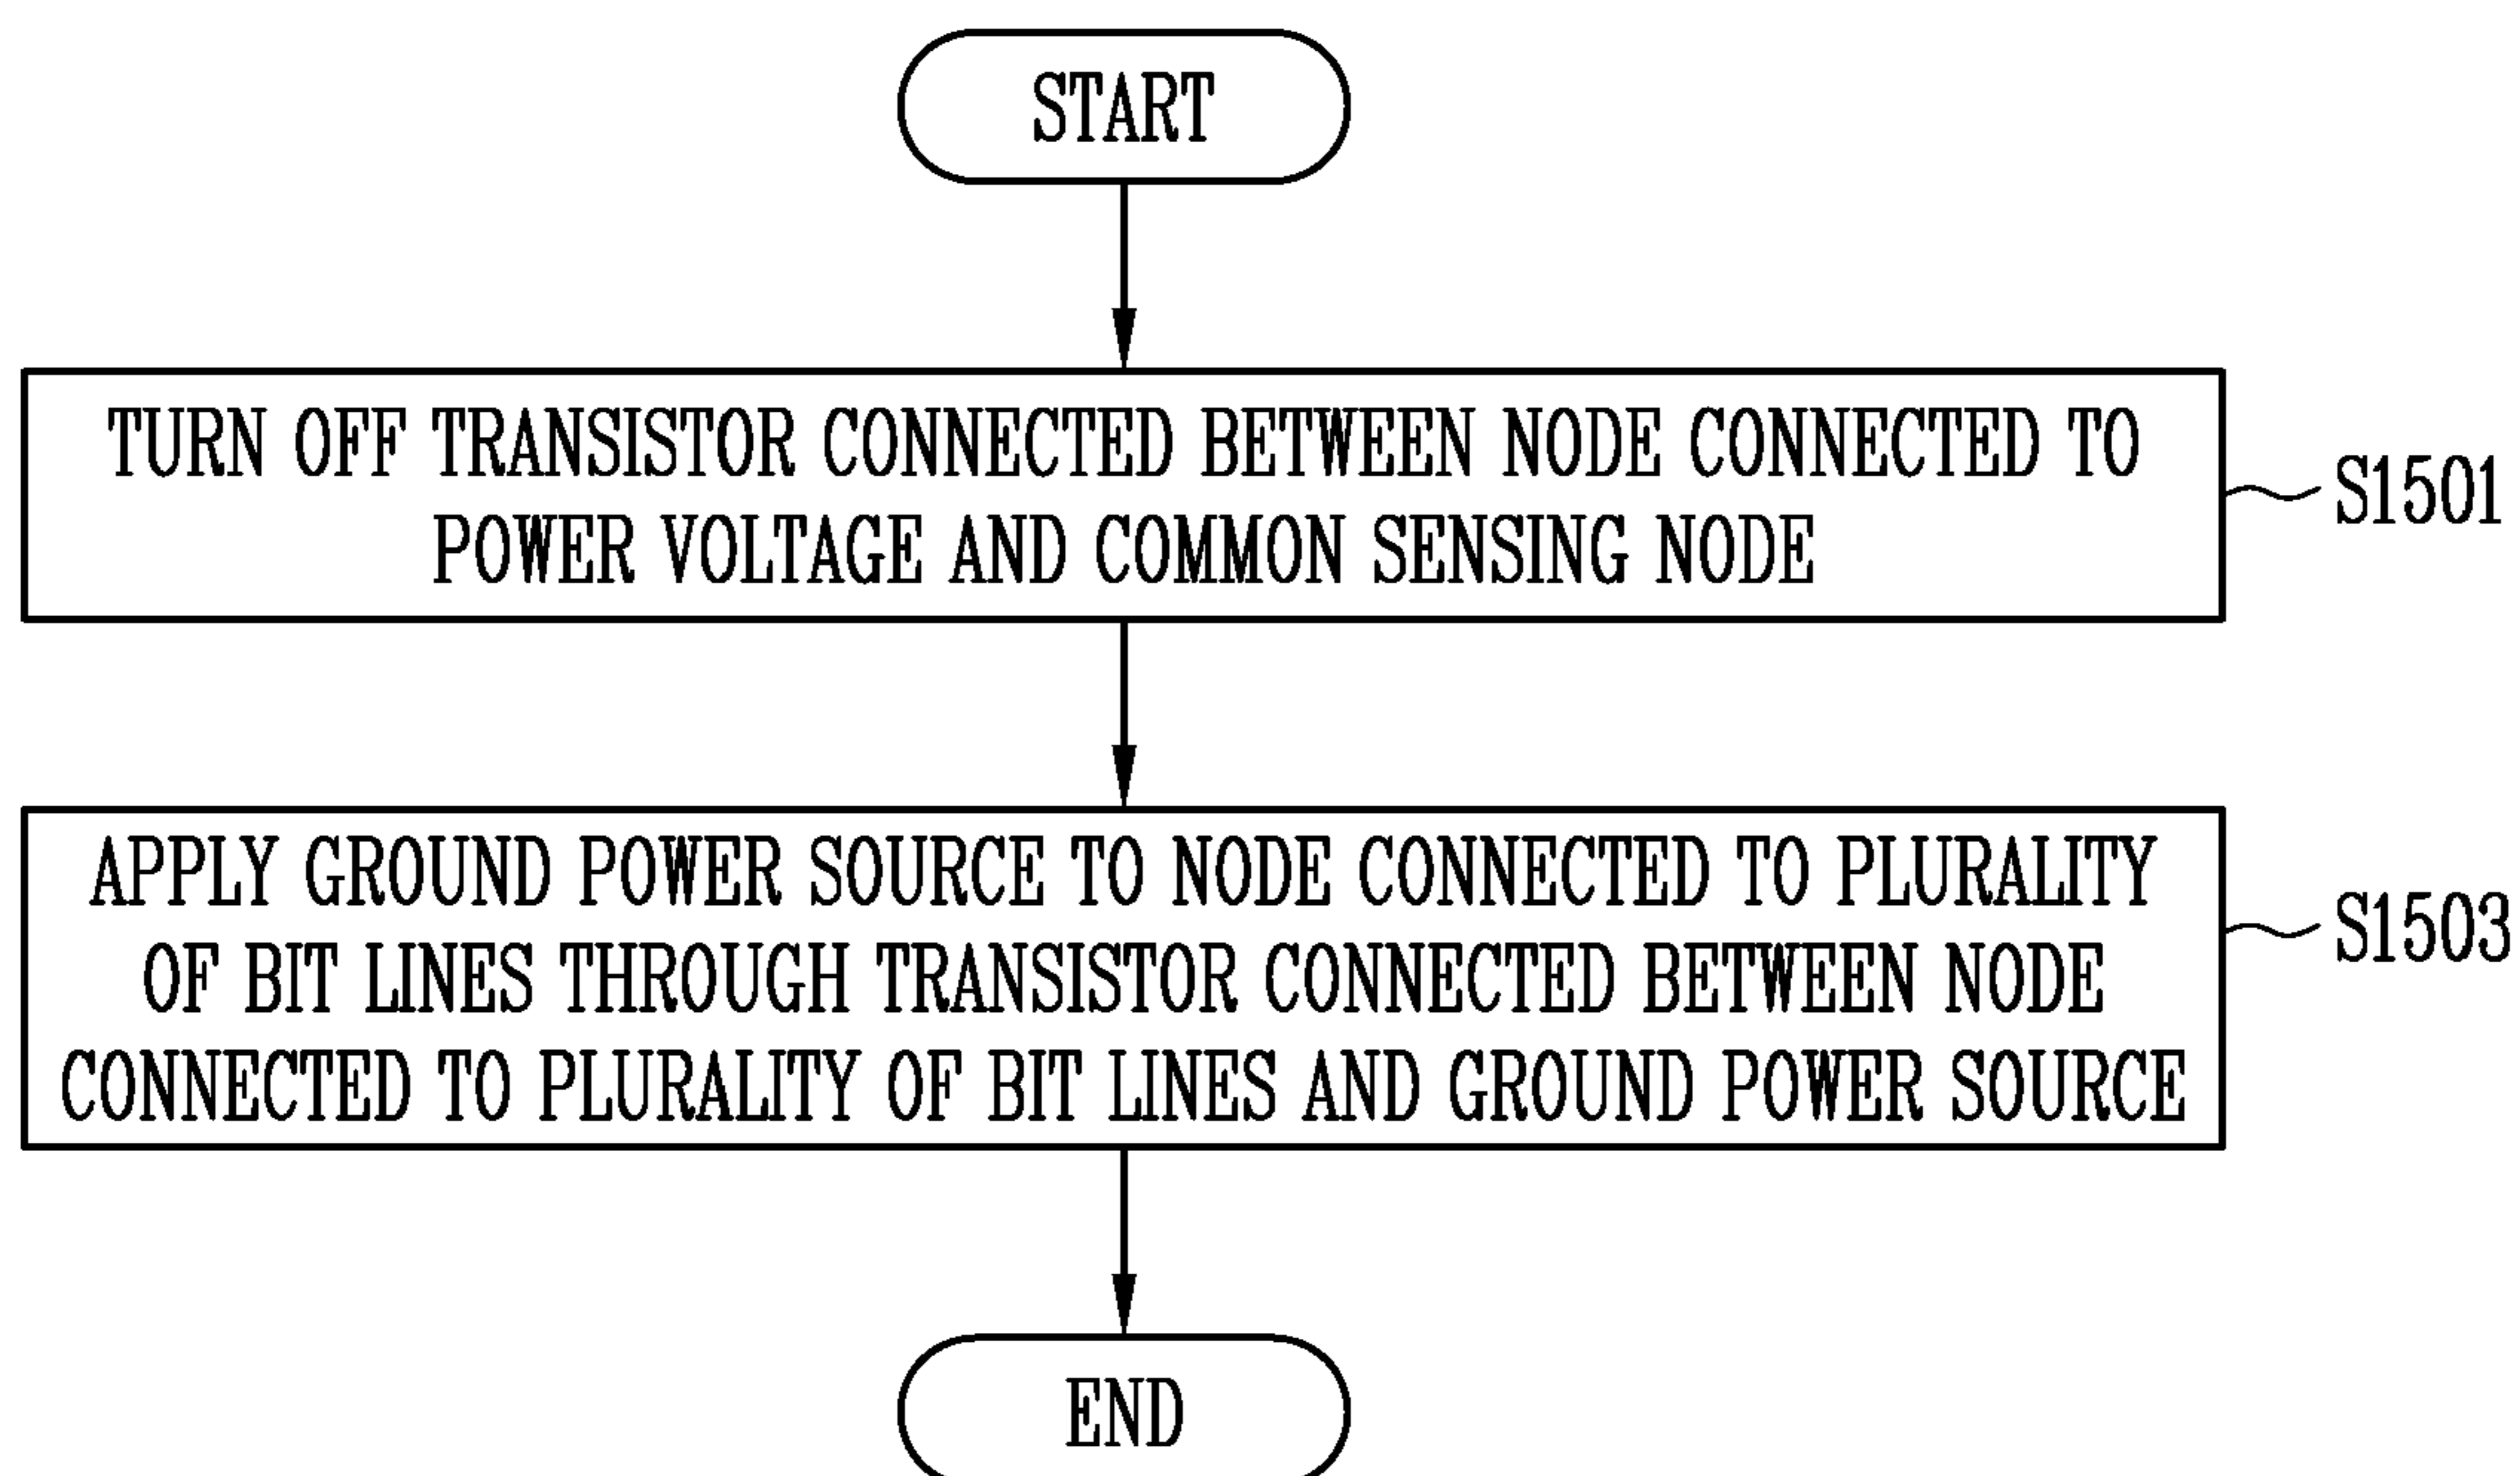 START
TURN OFF TRANSISTOR CONNECTED BETWEEN NODE CONNECTED TO
POWER VOLTAGE AND COMMON SENSING NODE
S1501
APPLY GROUND POWER SOURCE TO NODE CONNECTED TO PLURALITY
OF BIT LINES THROUGH TRANSISTOR CONNECTED BETWEEN NODE
CONNECTED TO PLURALITY OF BIT LINES AND GROUND POWER SOURCE
S1503
END